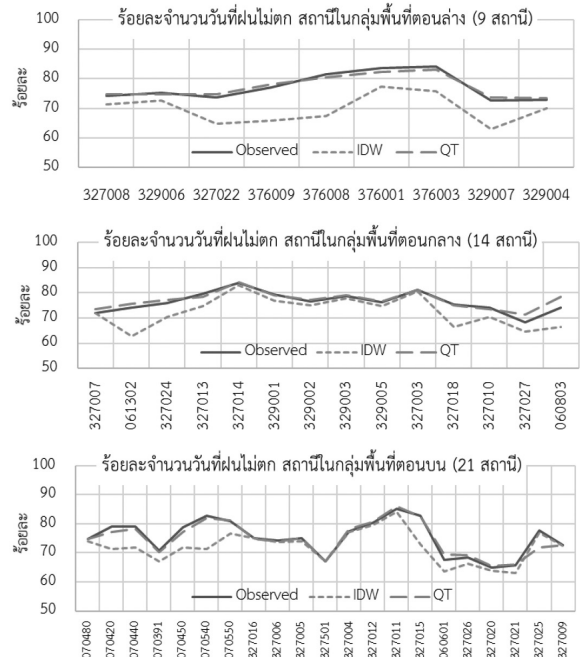 ร้อยละจำนวนวันที่ฝนไม่ตก สถานีในกลุ่มพื้นที่ตอนล่าง (9 สถานี)
ร้อยละ
100
90
80
70
60
50
Observed IDW QT
327008 329006 327022 376009 376008 376001 376003 329007 329004
ร้อยละจำนวนวันที่ฝนไม่ตก สถานีในกลุ่มพื้นที่ตอนกลาง (14 สถานี)
ร้อยละ
100
90
80
70
60
50
Observed IDW QT
327007 061302 327024 327013 327014 329001 329002 329003 329005 327003 327018 327010 327027 060803
ร้อยละจำนวนวันที่ฝนไม่ตก สถานีในกลุ่มพื้นที่ตอนบน (21 สถานี)
ร้อยละ
100
90
80
70
60
50
Observed IDW QT
070480 070420 070440 070391 070450 070540 070550 327016 327006 327005 327501 327004 327012 327011 327015 060601 327026 327020 327021 327025 327009